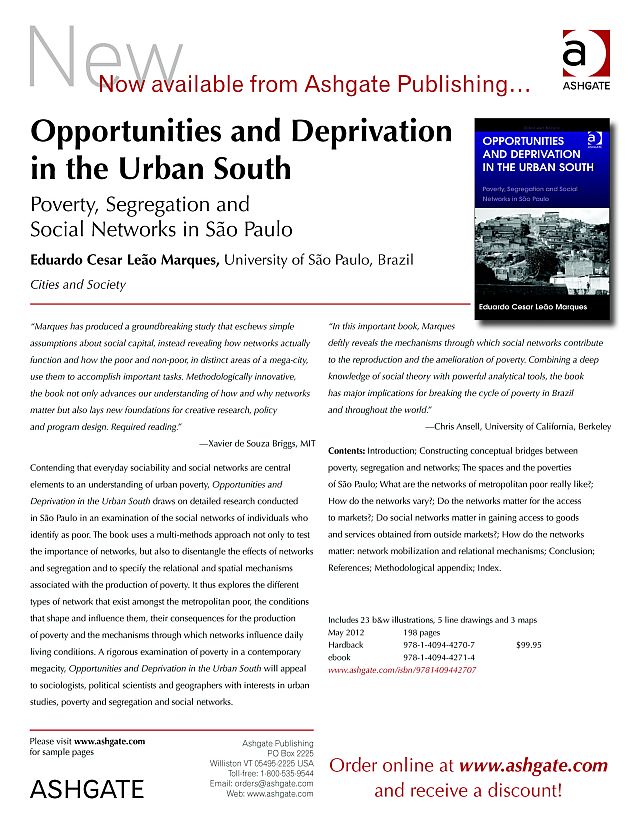 New
Now available from Ashgate Publishing…
a
ASHGATE
Opportunities and Deprivation
in the Urban South
Poverty, Segregation and
Social Networks in São Paulo
Eduardo Cesar Leão Marques, University of São Paulo, Brazil
Cities and Society
OPPORTUNITIES
AND DEPRIVATION
IN THE URBAN SOUTH
Poverty, Segregation and Social
Networks in São Paulo
Eduardo Cesar Leão Marques
“Marques has produced a groundbreaking study that eschews simple
assumptions about social capital, instead revealing how networks actually
function and how the poor and non-poor, in distinct areas of a mega-city,
use them to accomplish important tasks. Methodologically innovative,
the book not only advances our understanding of how and why networks
matter but also lays new foundations for creative research, policy
and program design. Required reading.”
—Xavier de Souza Briggs, MIT
Contending that everyday sociability and social networks are central
elements to an understanding of urban poverty, Opportunities and
Deprivation in the Urban South draws on detailed research conducted
in São Paulo in an examination of the social networks of individuals who
identify as poor. The book uses a multi-methods approach not only to test
the importance of networks, but also to disentangle the effects of networks
and segregation and to specify the relational and spatial mechanisms
associated with the production of poverty. It thus explores the different
types of network that exist amongst the metropolitan poor, the conditions
that shape and influence them, their consequences for the production
of poverty and the mechanisms through which networks influence daily
living conditions. A rigorous examination of poverty in a contemporary
megacity, Opportunities and Deprivation in the Urban South will appeal
to sociologists, political scientists and geographers with interests in urban
studies, poverty and segregation and social networks.
“In this important book, Marques
deftly reveals the mechanisms through which social networks contribute
to the reproduction and the amelioration of poverty. Combining a deep
knowledge of social theory with powerful analytical tools, the book
has major implications for breaking the cycle of poverty in Brazil
and throughout the world.”
—Chris Ansell, University of California, Berkeley
Contents: Introduction; Constructing conceptual bridges between
poverty, segregation and networks; The spaces and the poverties
of São Paulo; What are the networks of metropolitan poor really like?;
How do the networks vary?; Do the networks matter for the access
to markets?; Do social networks matter in gaining access to goods
and services obtained from outside markets?; How do the networks
matter: network mobilization and relational mechanisms; Conclusion;
References; Methodological appendix; Index.
Includes 23 b&w illustrations, 5 line drawings and 3 maps
May 2012 198 pages
Hardback 978-1-4094-4270-7 $99.95
ebook 978-1-4094-4271-4
www.ashgate.com/isbn/9781409442707
Please visit www.ashgate.com
for sample pages
ASHGATE
Ashgate Publishing
PO Box 2225
Williston VT 05495-2225 USA
Toll-free: 1-800-535-9544
Email: orders@ashgate.com
Web: www.ashgate.com
Order online at www.ashgate.com
and receive a discount!